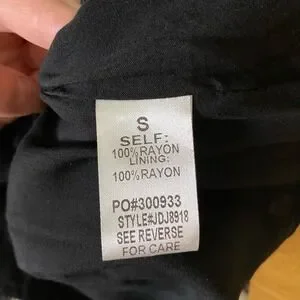 S
SELF:
100%RAYON
LINING:
100%RAYON
PO#300933
STYLE#JDJ8918
SEE REVERSE
FOR CARE